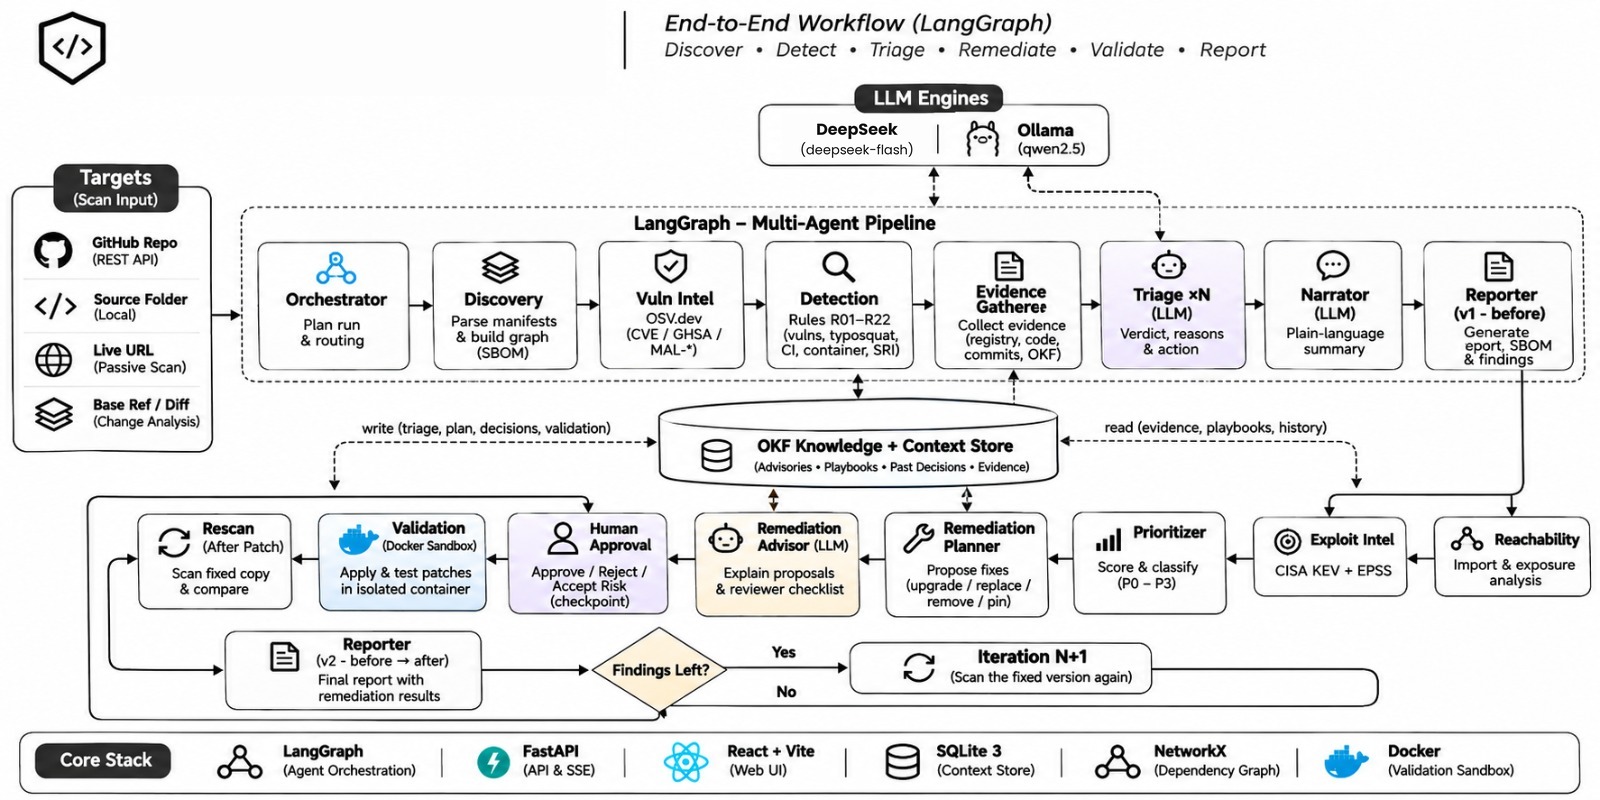 End-to-End Workflow (LangGraph)
Discover • Detect • Triage • Remediate • Validate • Report
LLM Engines
DeepSeek
(deepseek-flash)
Ollama
(qwen2.5)
Targets
(Scan Input)
GitHub Repo
(REST API)
Source Folder
(Local)
Live URL
(Passive Scan)
Base Ref / Diff
(Change Analysis)
LangGraph – Multi-Agent Pipeline
Orchestrator
Plan run
& routing
Discovery
Parse manifests
& build graph
(SBOM)
Vuln Intel
OSV.dev
(CVE / GHSA /
MAL-*)
Detection
Rules R01–R22
(vulns, typosquat,
CI, container, SRI)
Evidence
Gatherer
Collect evidence
(registry, code,
commits, OKF)
Triage ×N
(LLM)
Verdict, reasons
& action
Narrator
(LLM)
Plain-language
summary
Reporter
(v1 - before)
Generate
eport, SBOM
& findings
write (triage, plan, decisions, validation)
OKF Knowledge + Context Store
(Advisories • Playbooks • Past Decisions • Evidence)
read (evidence, playbooks, history)
Rescan
(After Patch)
Scan fixed copy
& compare
Validation
(Docker Sandbox)
Apply & test patches
in isolated container
Human
Approval
Approve / Reject /
Accept Risk
(checkpoint)
Remediation
Advisor (LLM)
Explain proposals
& reviewer checklist
Remediation
Planner
Propose fixes
(upgrade / replace /
remove / pin)
Prioritizer
Score & classify
(P0 – P3)
Exploit Intel
CISA KEV + EPSS
Reachability
Import & exposure
analysis
Reporter
(v2 - before → after)
Final report with
remediation results
Findings Left?
Yes
No
Iteration N+1
(Scan the fixed version again)
Core Stack
LangGraph
(Agent Orchestration)
FastAPI
(API & SSE)
React + Vite
(Web UI)
SQLite 3
(Context Store)
NetworkX
(Dependency Graph)
Docker
(Validation Sandbox)